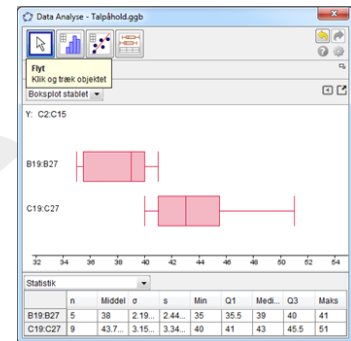 Data Analyse - Talpåhold.ggb
Flyt
Klik og træk objektet
Boksplot stablet
Y: C2:C15
B19:B27
C19:C27
32 34 36 38 40 42 44 46 48 50 52 54
Statistik
n Middel σ s Min Q1 Medi... Q3 Maks
B19:B27 5 38 2.19... 2.44... 35 35.5 39 40 41
C19:C27 9 43.7... 3.15... 3.34... 40 41 43 45.5 51